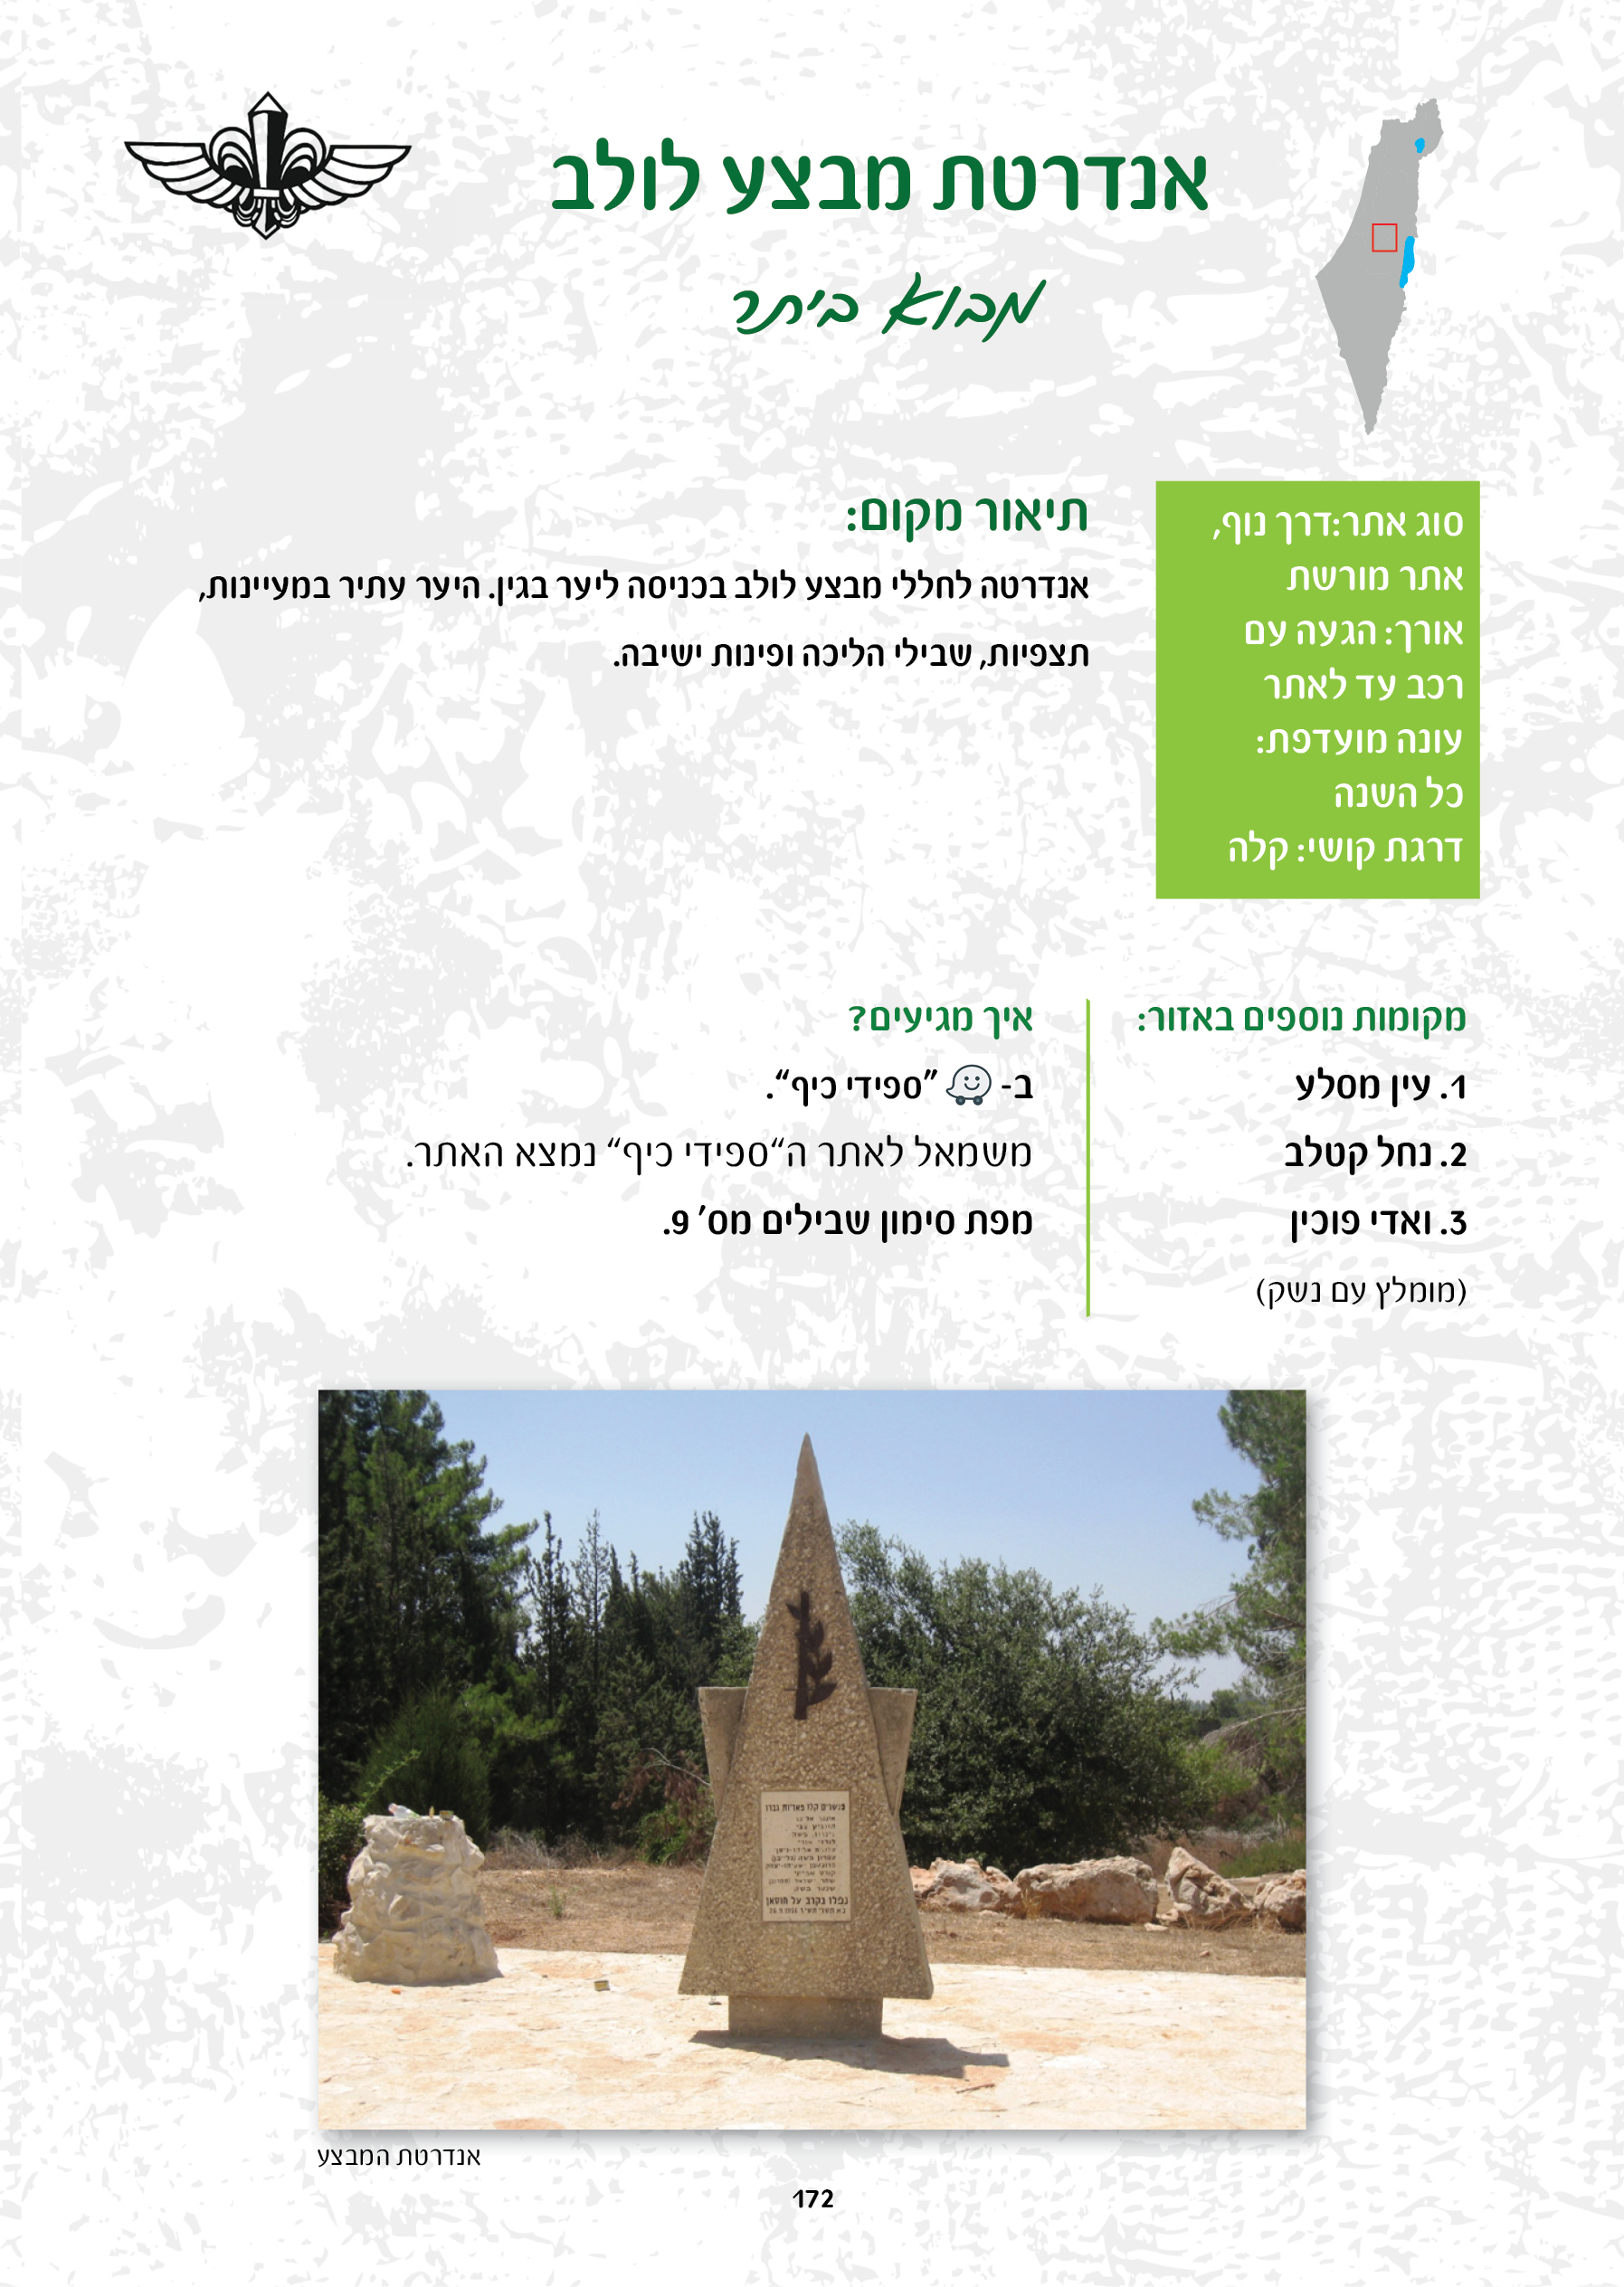 אנדרטת מבצע לולב
מבוא ביתר
סוג אתר:דרך נוף,
אתר מורשת
אורך: הגעה עם
רכב עד לאתר
עונה מועדפת:
כל השנה
דרגת קושי: קלה
תיאור מקום:
אנדרטה לחללי מבצע לולב בכניסה ליער בגין. היער עתיר במעיינות,
תצפיות, שבילי הליכה ופינות ישיבה.
מקומות נוספים באזור:
1. עין מסלע
2. נחל קטלב
3. ואדי פוכין
(מומלץ עם נשק)
איך מגיעים?
ב- ”ספידי כיף“.
משמאל לאתר ה“ספידי כיף“ נמצא האתר.
מפת סימון שבילים מס’ 9.
מנשרים קלו מאריות גברו
נפלו בקרב על חוסאן
אנדרטת המבצע
172